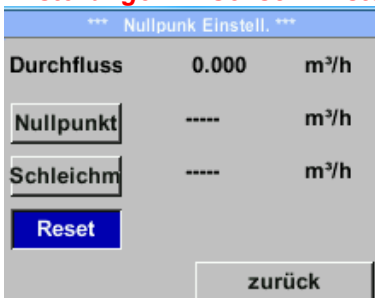 *** Nullpunk Einstell. ***
Durchfluss 0.000 m³/h
Nullpunkt ----- m³/h
Schleichm ----- m³/h
Reset
zurück